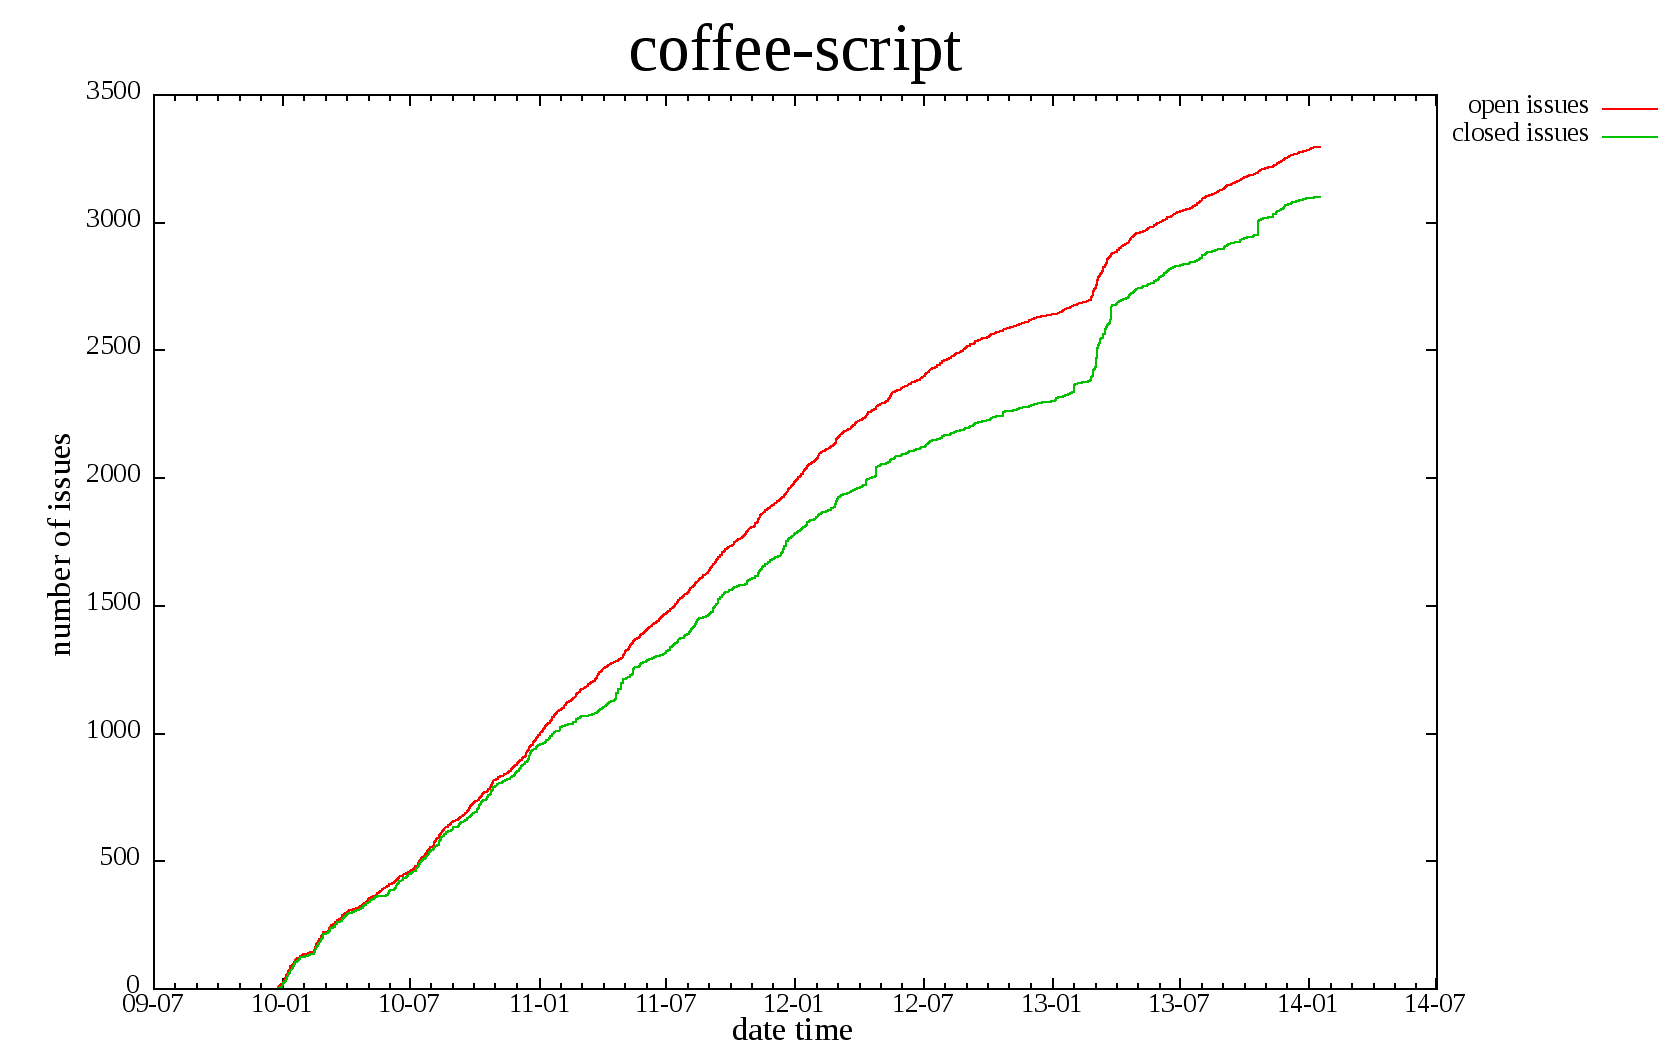 coffee-script
open issues
closed issues
number of issues
3500
3000
2500
2000
1500
1000
500
0
09-07 10-01 10-07 11-01 11-07 12-01 12-07 13-01 13-07 14-01 14-07
date time